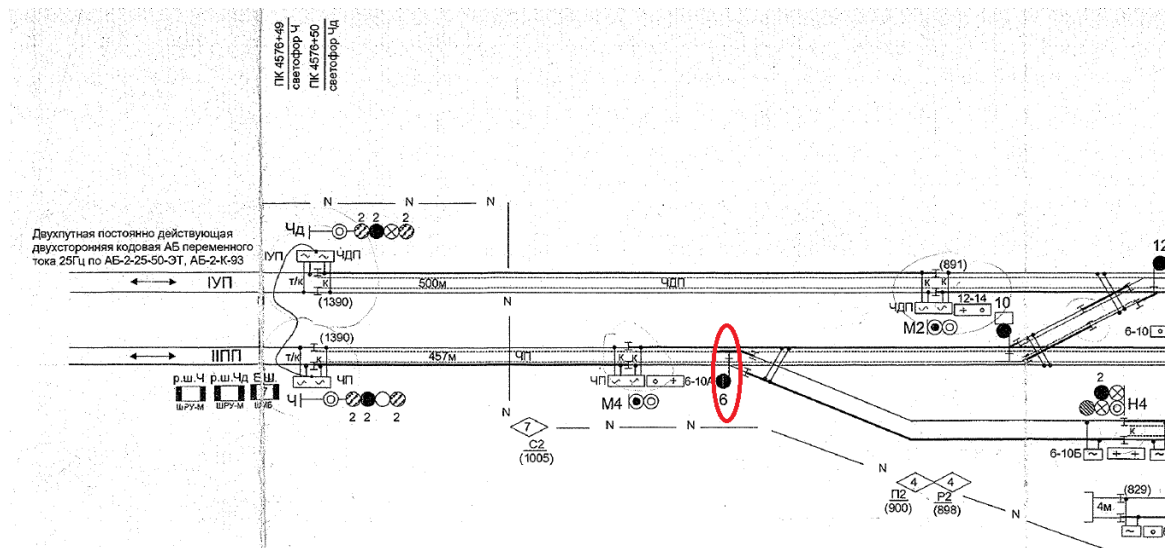 ПК 4576+49
светофор Ч
ПК 4576+50
светофор Чд
N N N
Чд 2 2 2
Двухпутная постоянно действующая
двухсторонняя кодовая АБ переменного
тока 25Гц по АБ-2-25-50-ЭТ, АБ-2-К-93
IУП ЧДП
IУП т/к К 500м ЧДП К К (891) 12
(1390)
N
ЧДП 12-14 10
М2 6-10
(1390)
IIПП т/к К 457м ЧП К К
р.ш.Ч р.ш.Чд ЧП ЧП 6-10А
ШРУ-М ШРУ-М
Ч 2 2 2 М4 6 2 Н4
N
7 N N К
С2
(1005)
6-10Б
N
4 4
П2 Р2
(900) (898)
N
(829)
4м